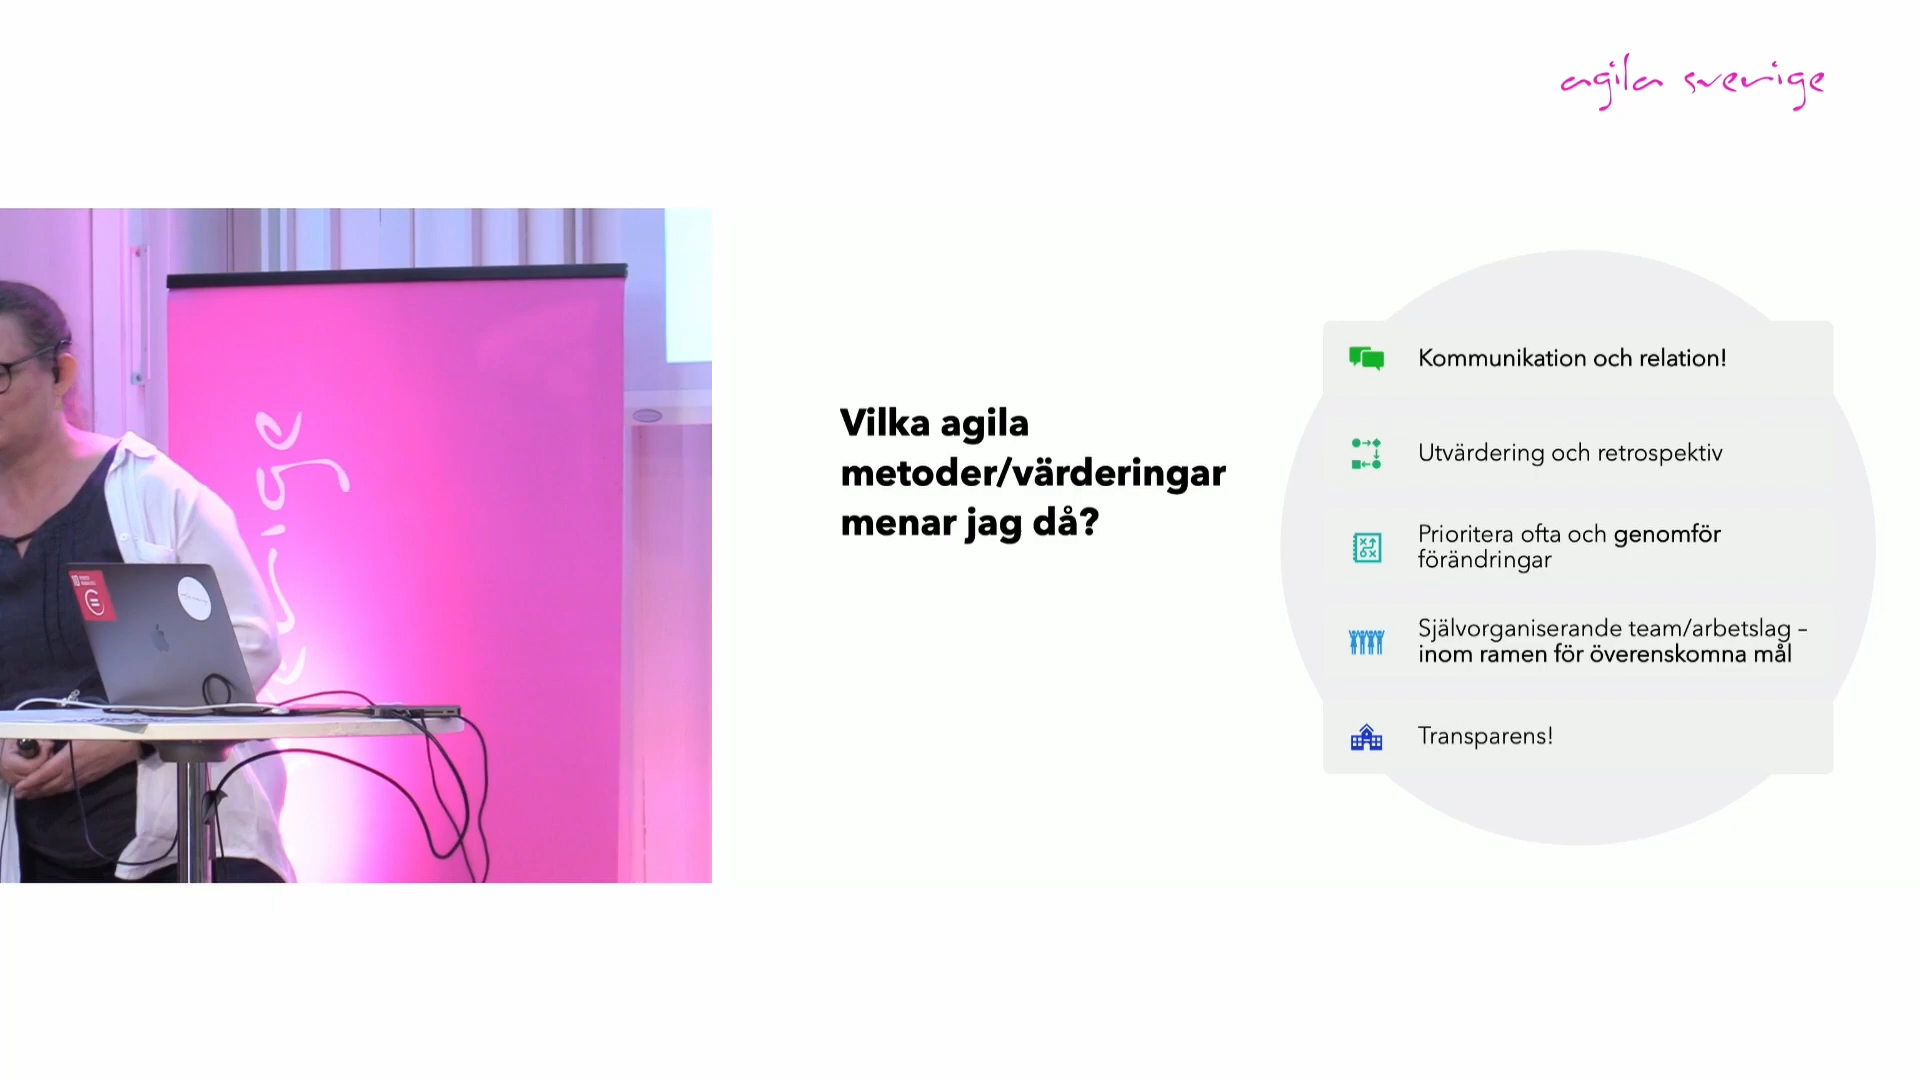 agila sverige
Vilka agila
metoder/värderingar
menar jag då?
Kommunikation och relation!
Utvärdering och retrospektiv
Prioritera ofta och genomför
förändringar
Självorganiserande team/arbetslag –
inom ramen för överenskomna mål
Transparens!